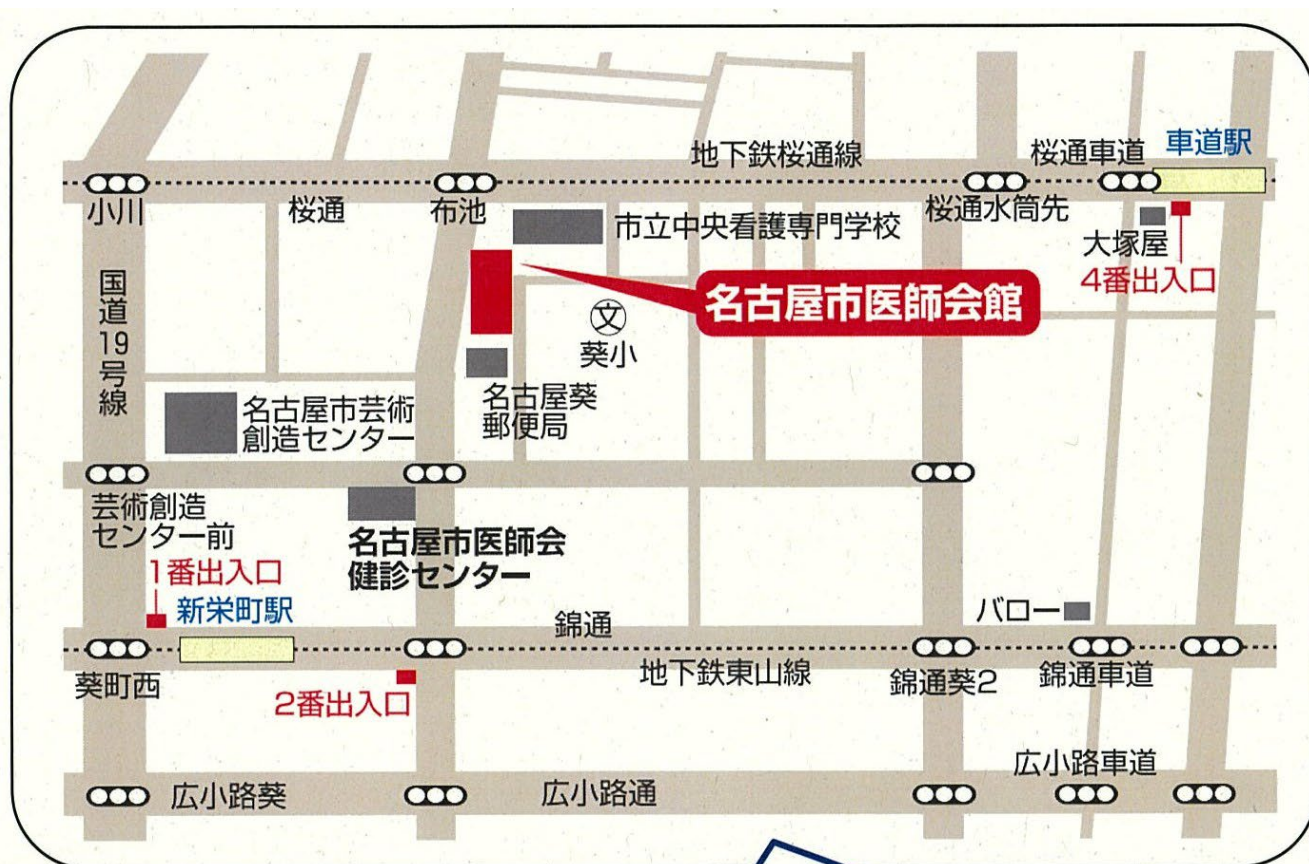 地下鉄桜通線
桜通車道
車道駅
小川
桜通
布池
桜通水筒先
市立中央看護専門学校
大塚屋
4番出入口
国道19号線
名古屋市医師会館
文
葵小
名古屋葵
郵便局
名古屋市芸術
創造センター
芸術創造
センター前
名古屋市医師会
健診センター
1番出入口
新栄町駅
バロー
錦通
葵町西
地下鉄東山線
錦通葵2
錦通車道
2番出入口
広小路車道
広小路葵
広小路通